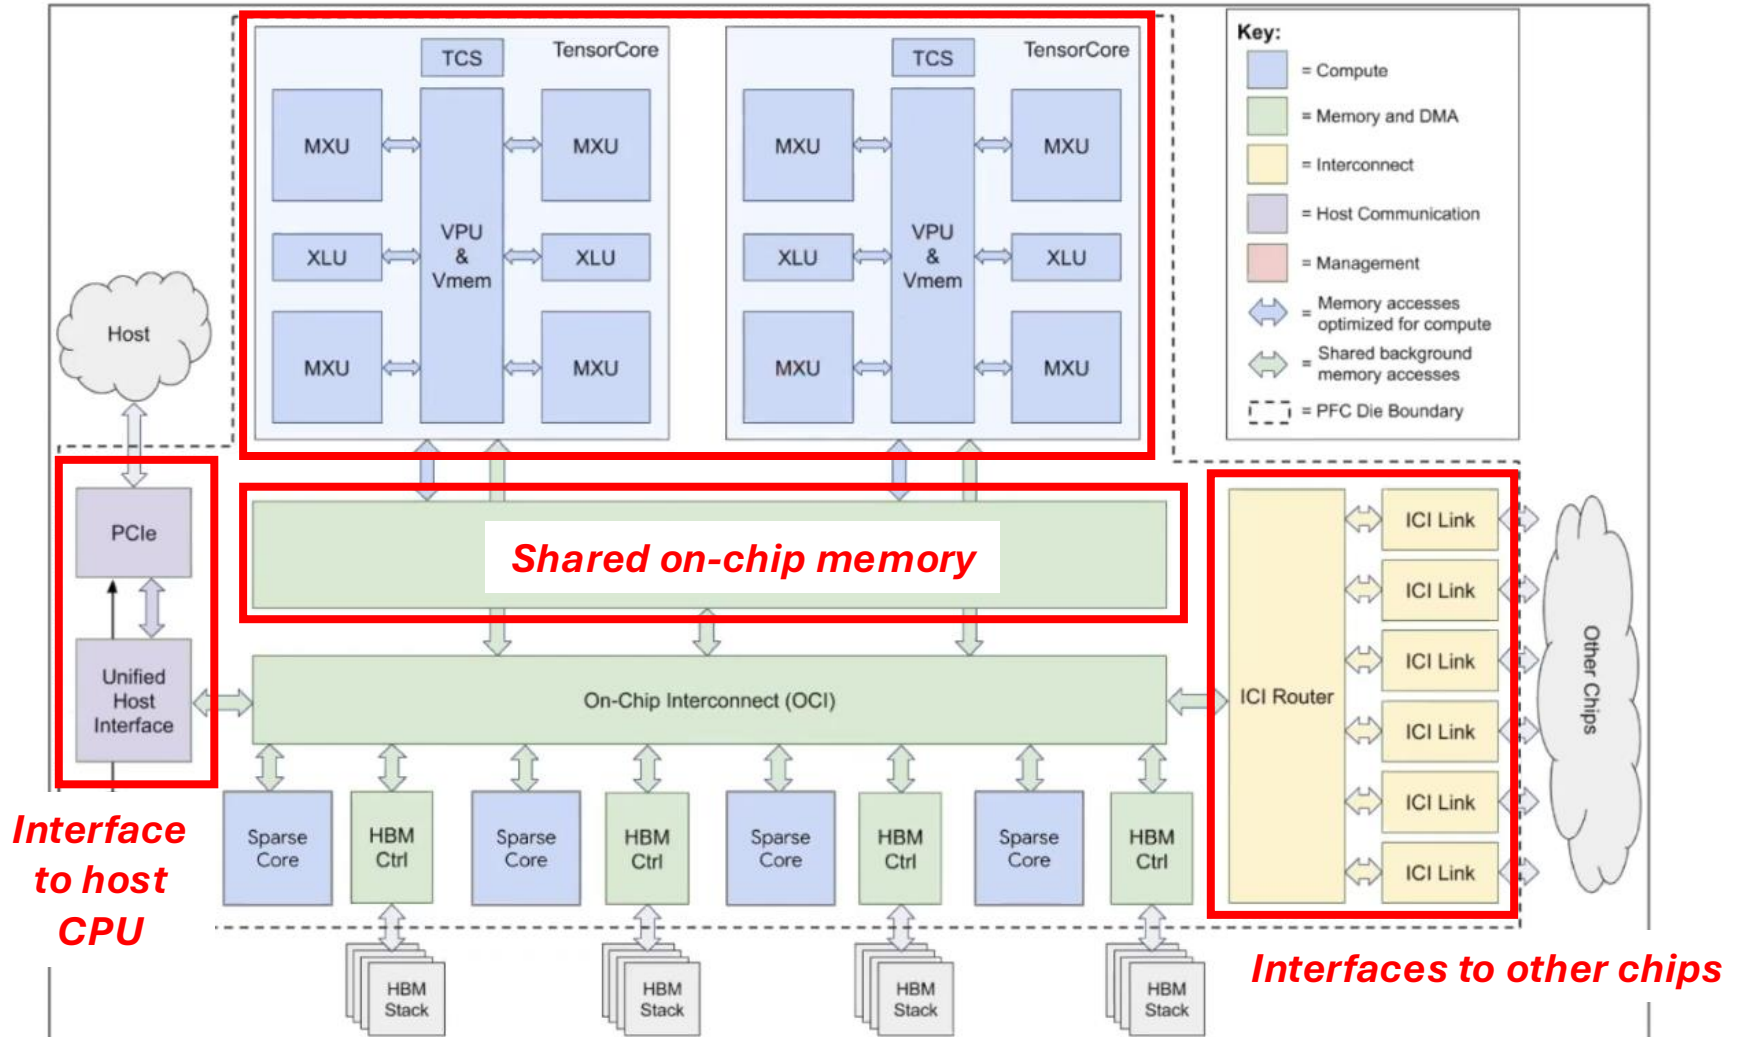 TCS
TensorCore
MXU
MXU
VPU
&
Vmem
XLU
XLU
MXU
MXU
TCS
TensorCore
MXU
MXU
VPU
&
Vmem
XLU
XLU
MXU
MXU
Key:
= Compute
= Memory and DMA
= Interconnect
= Host Communication
= Management
= Memory accesses
optimized for compute
= Shared background
memory accesses
= PFC Die Boundary
Host
PCIe
Unified
Host
Interface
Interface
to host
CPU
Shared on-chip memory
On-Chip Interconnect (OCI)
ICI Router
ICI Link
ICI Link
ICI Link
ICI Link
ICI Link
ICI Link
Other Chips
Sparse
Core
HBM
Ctrl
Sparse
Core
HBM
Ctrl
Sparse
Core
HBM
Ctrl
Sparse
Core
HBM
Ctrl
HBM
Stack
HBM
Stack
HBM
Stack
HBM
Stack
Interfaces to other chips